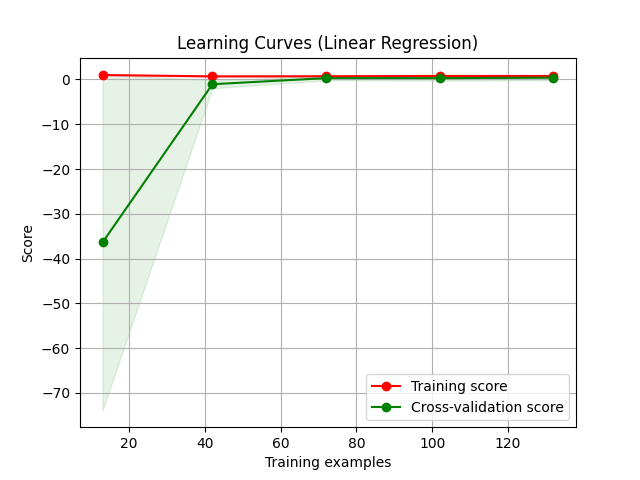 Learning Curves (Linear Regression)
0
−10
−20
−30
−40
−50
−60
−70
Score
Training score
Cross-validation score
20 40 60 80 100 120
Training examples